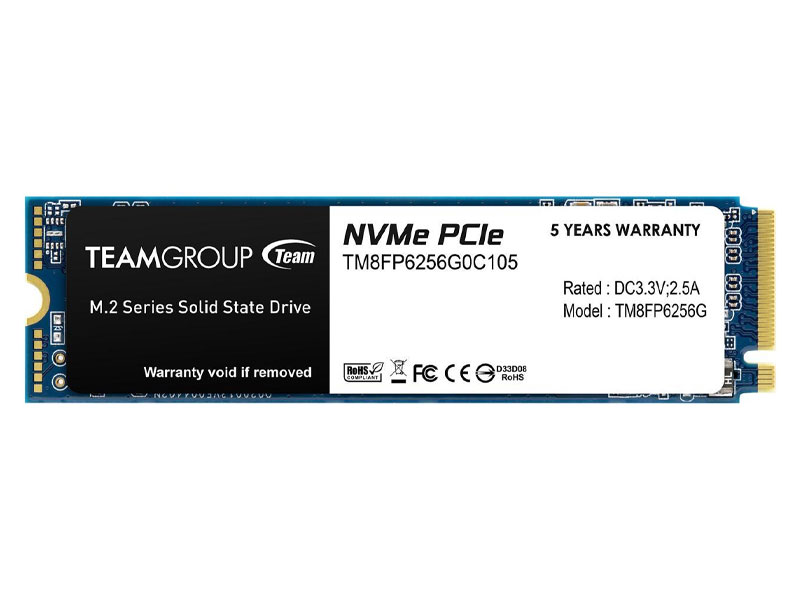 TEAMGROUP Team
M.2 Series Solid State Drive
Warranty void if removed
NVMe PCIe
TM8FP6256G0C105
5 YEARS WARRANTY
Rated : DC3.3V;2.5A
Model : TM8FP6256G
RoHS
COMPLIANT
FC CE
D33D08
RoHS